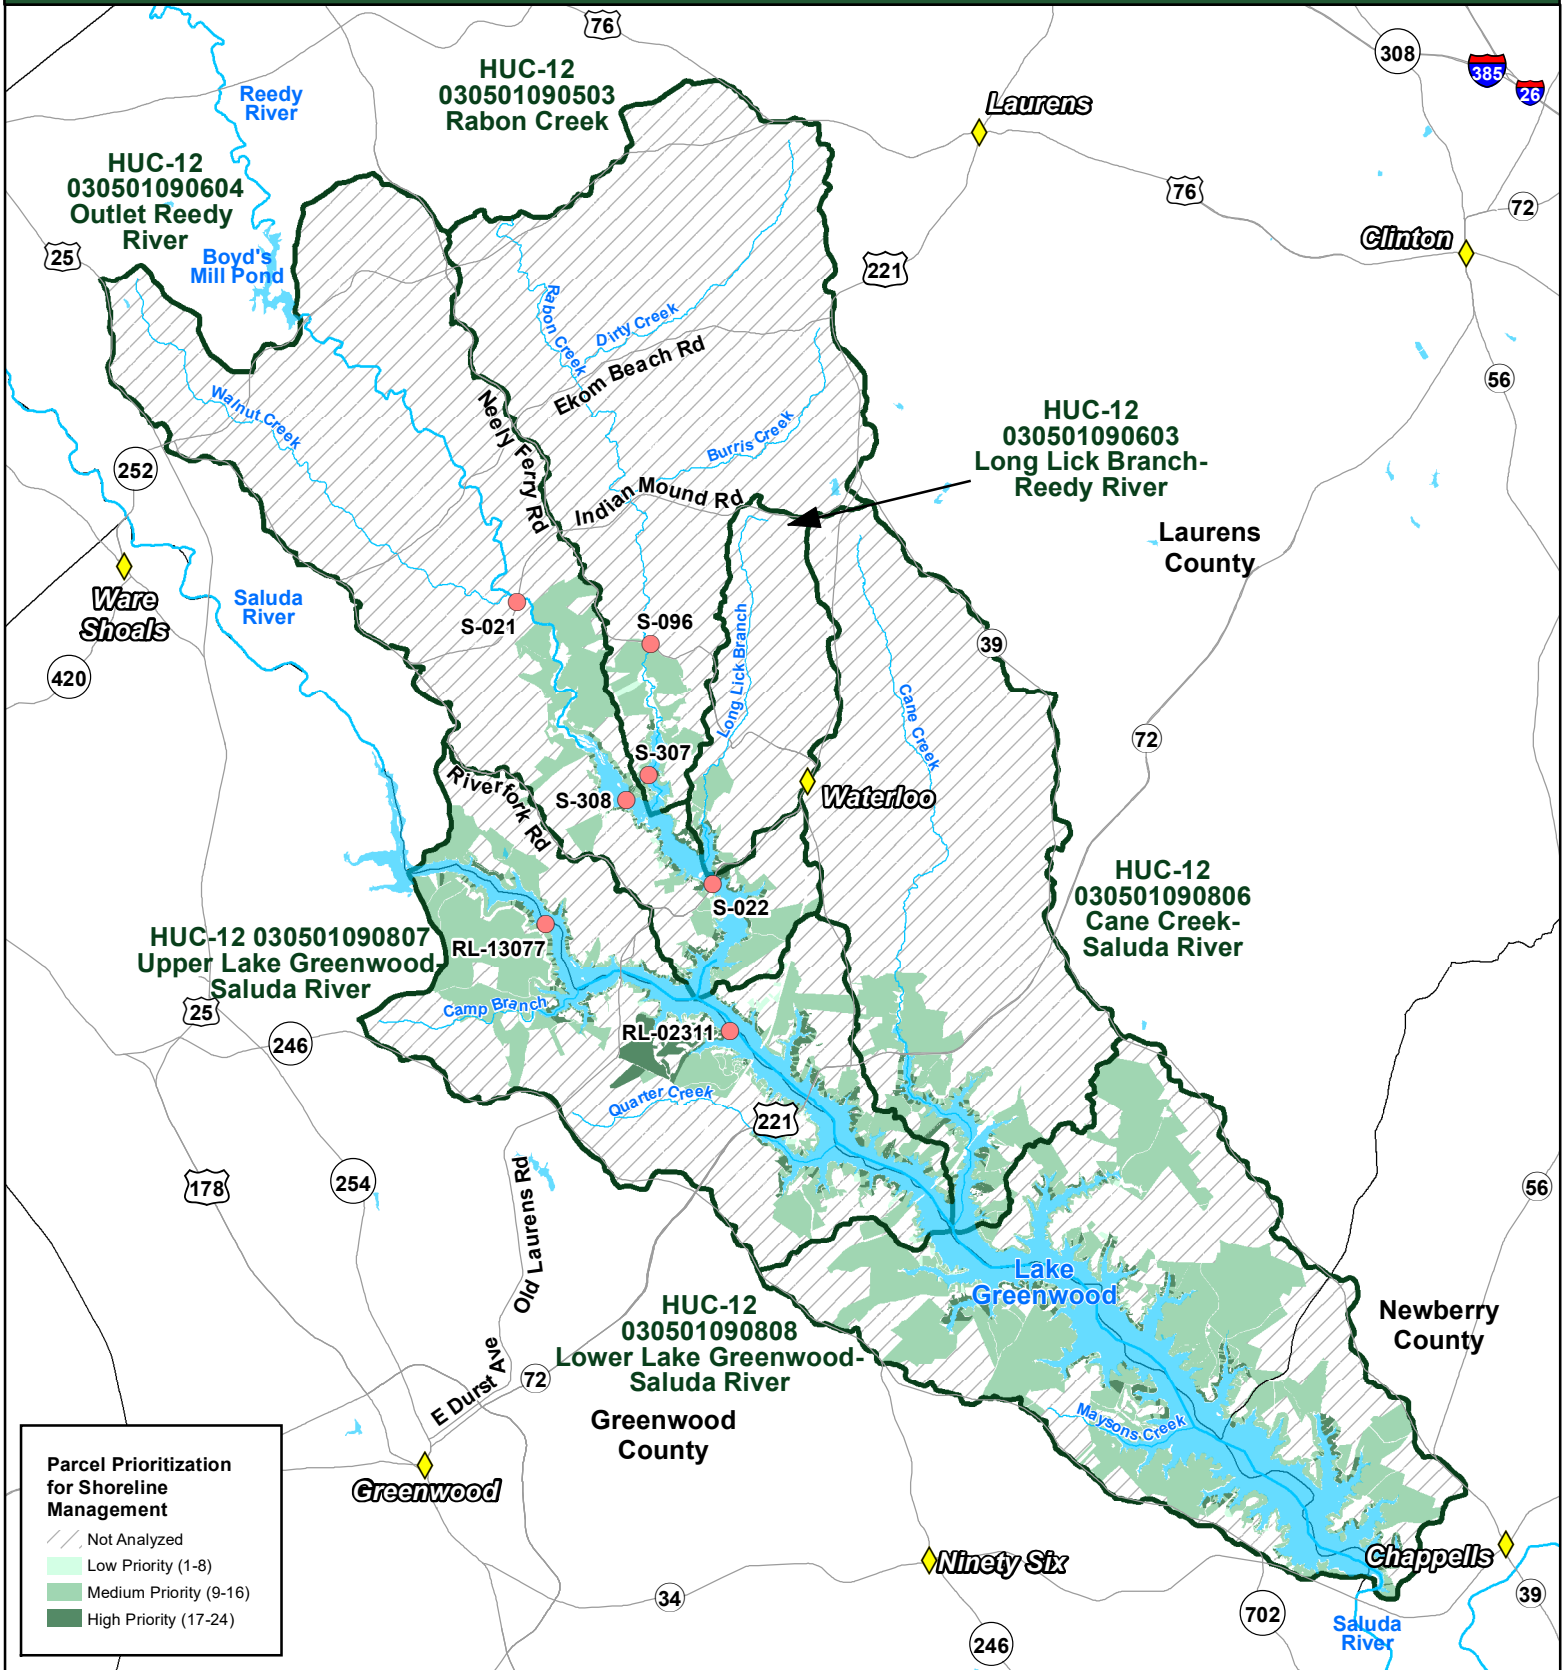 76
308
385
26
HUC-12
030501090503
Rabon Creek
Reedy
River
Laurens
HUC-12
030501090604
Outlet Reedy
River
76
72
25
Boyd's
Mill Pond
Clinton
221
Rabon Creek
Dirty Creek
Ekom Beach Rd
56
Walnut Creek
Neely Ferry Rd
Burris Creek
HUC-12
030501090603
Long Lick Branch-
Reedy River
252
Indian Mound Rd
Laurens
County
Ware
Shoals
Saluda
River
S-021
S-096
39
420
Long Lick Branch
Cane Creek
72
S-307
Riverfork Rd
S-308
Waterloo
HUC-12
030501090806
Cane Creek-
Saluda River
S-022
HUC-12 030501090807
Upper Lake Greenwood-
Saluda River
RL-13077
Camp Branch
25
246
RL-02311
Quarter Creek
221
178
254
Old Laurens Rd
56
Lake
Greenwood
HUC-12
030501090808
Lower Lake Greenwood-
Saluda River
Newberry
County
E Durst Ave
72
Greenwood
County
Maysons Creek
Parcel Prioritization
for Shoreline
Management
Not Analyzed
Low Priority (1-8)
Medium Priority (9-16)
High Priority (17-24)
Greenwood
Ninety Six
Chappells
34
702
39
Saluda
River
246